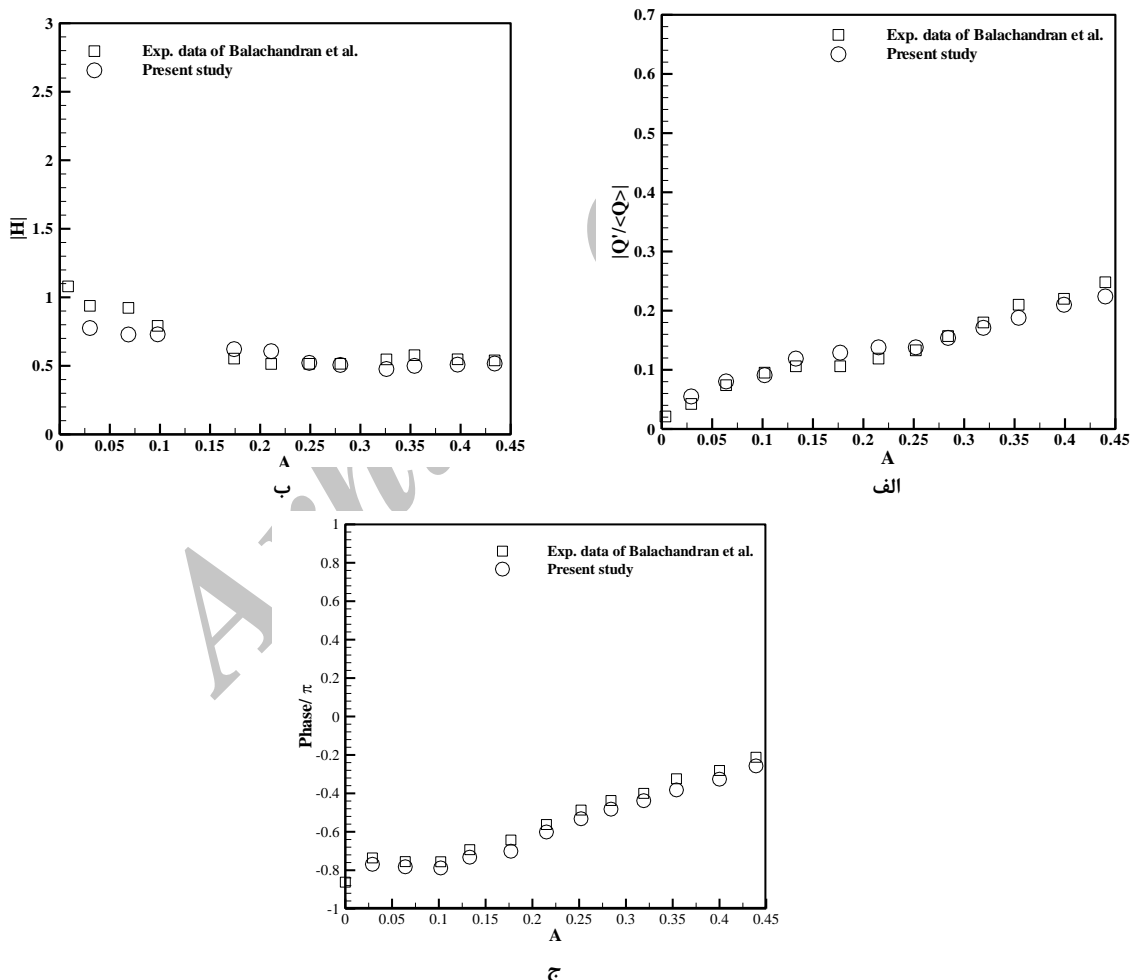 Exp. data of Balachandran et al.
Present study
|H|
3
2.5
2
1.5
1
0.5
0
0 0.05 0.1 0.15 0.2 0.25 0.3 0.35 0.4 0.45
A
ب
Exp. data of Balachandran et al.
Present study
|Q'/<Q>|
0.7
0.6
0.5
0.4
0.3
0.2
0.1
0
0 0.05 0.1 0.15 0.2 0.25 0.3 0.35 0.4 0.45
A
الف
Exp. data of Balachandran et al.
Present study
Phase/ π
1
0.8
0.6
0.4
0.2
0
-0.2
-0.4
-0.6
-0.8
-1
0 0.05 0.1 0.15 0.2 0.25 0.3 0.35 0.4 0.45
A
ج